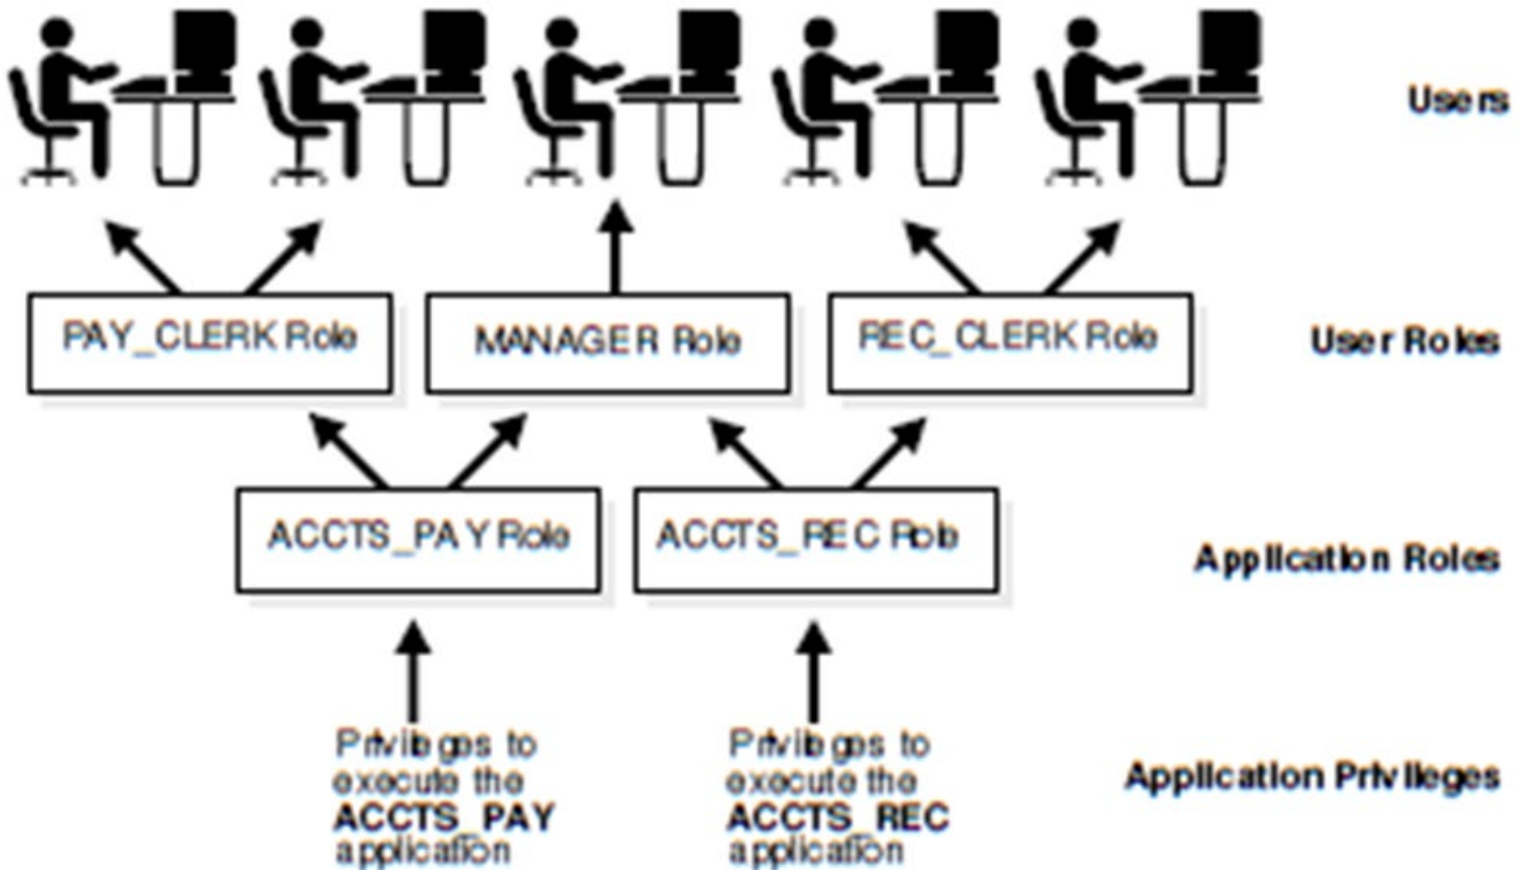 Users
PAY_CLERK Role
MANAGER Role
REC_CLERK Role
User Roles
ACCTS_PAY Role
ACCTS_REC Role
Application Roles
Privileges to
execute the
ACCTS_PAY
application
Privileges to
execute the
ACCTS_REC
application
Application Privileges